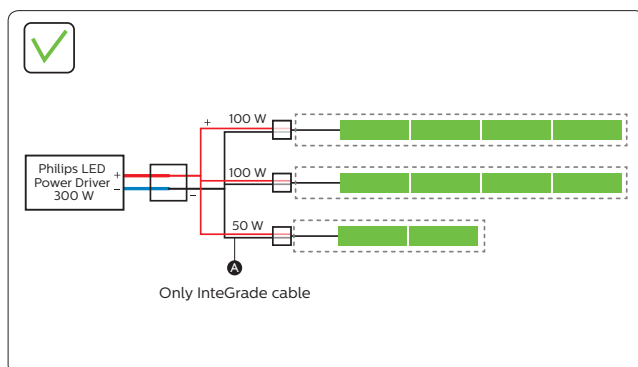 100 W
+
Philips LED
Power Driver
300 W
+
–
–
100 W
50 W
A
Only InteGrade cable